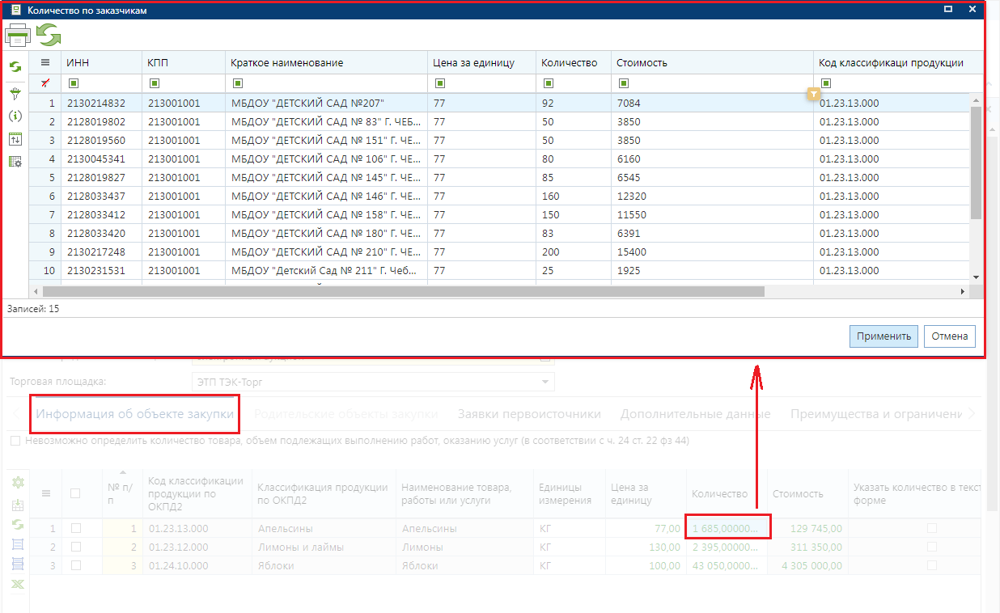 Количество по заказчикам
ИНН КПП Краткое наименование Цена за единицу Количество Стоимость Код классификаци продукции
1 2130214832 213001001 МБДОУ "ДЕТСКИЙ САД №207" 77 92 7084 01.23.13.000
2 2128019802 213001001 МБДОУ "ДЕТСКИЙ САД № 83" Г. ЧЕБ... 77 50 3850 01.23.13.000
3 2128019560 213001001 МБДОУ "ДЕТСКИЙ САД № 151" Г. ЧЕ... 77 50 3850 01.23.13.000
4 2130045341 213001001 МБДОУ "ДЕТСКИЙ САД № 106" Г. ЧЕ... 77 80 6160 01.23.13.000
5 2128019827 213001001 МБДОУ "ДЕТСКИЙ САД № 145" Г. ЧЕ... 77 85 6545 01.23.13.000
6 2128033437 213001001 МБДОУ "ДЕТСКИЙ САД № 146" Г. ЧЕ... 77 160 12320 01.23.13.000
7 2128033412 213001001 МБДОУ "ДЕТСКИЙ САД № 158" Г. ЧЕ... 77 150 11550 01.23.13.000
8 2128033420 213001001 МБДОУ "ДЕТСКИЙ САД № 180" Г. ЧЕ... 77 83 6391 01.23.13.000
9 2130217248 213001001 МБДОУ "ДЕТСКИЙ САД № 210" Г. ЧЕ... 77 200 15400 01.23.13.000
10 2130231531 213001001 МБДОУ "Детский Сад № 211" Г. Чеб... 77 25 1925 01.23.13.000
Записей: 15
Применить Отмена
Торговая площадка: ЭТП ТЭК-Торг
Информация об объекте закупки Родительские объекты закупки Заявки первоисточники Дополнительные данные Преимущества и ограничени
Невозможно определить количество товара, объем подлежащих выполнению работ, оказанию услуг (в соответствии с ч. 24 ст. 22 фз 44)
№ п/ Код классификации Классификация продукции Наименование товара, Единицы Цена за Количество Стоимость Указать количество в текст
п продукции по по ОКПД2 работы или услуги измерения единицу форме
ОКПД2
1 1 01.23.13.000 Апельсины Апельсины КГ 77,00 1 685,00000... 129 745,00
2 2 01.23.12.000 Лимоны и лаймы Лимоны КГ 130,00 2 395,00000... 311 350,00
3 3 01.24.10.000 Яблоки Яблоки КГ 100,00 43 050,0000... 4 305 000,00